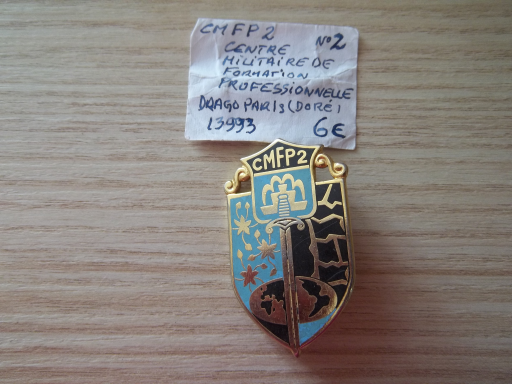 CMFP2 N°2
CENTRE
MILITAIRE DE
FORMATION
PROFESSIONNELLE
DRAGO PARIS (DORÉ)
13993 6€
CMFP2